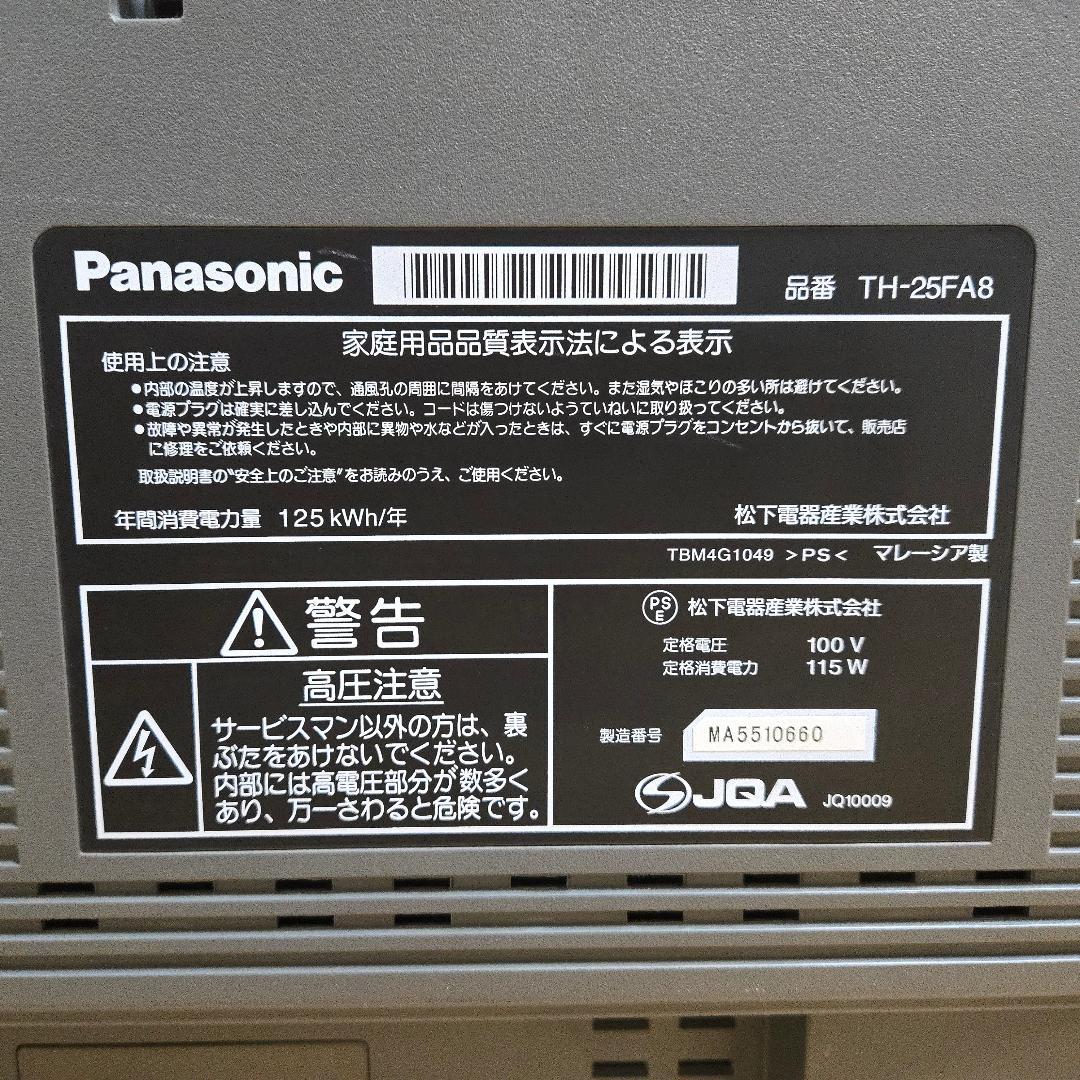 Panasonic
品番 TH-25FA8
家庭用品品質表示法による表示
使用上の注意
●内部の温度が上昇しますので、通風孔の周囲に間隔をあけてください。また湿気やほこりの多い所は避けてください。
●電源プラグは確実に差し込んでください。コードは傷つけないようていねいに取り扱ってください。
●故障や異常が発生したときや内部に異物や水などが入ったときは、すぐに電源プラグをコンセントから抜いて、販売店
に修理をご依頼ください。
取扱説明書の"安全上のご注意"をお読みのうえ、ご使用ください。
年間消費電力量 125 kWh/年
松下電器産業株式会社
TBM4G1049 >PS< マレーシア製
警告
高圧注意
サービスマン以外の方は、裏
ぶたをあけないでください。
内部には高電圧部分が数多く
あり、万一さわると危険です。
PSE 松下電器産業株式会社
定格電圧 100 V
定格消費電力 115 W
製造番号 MA5510660
JQA JQ10009